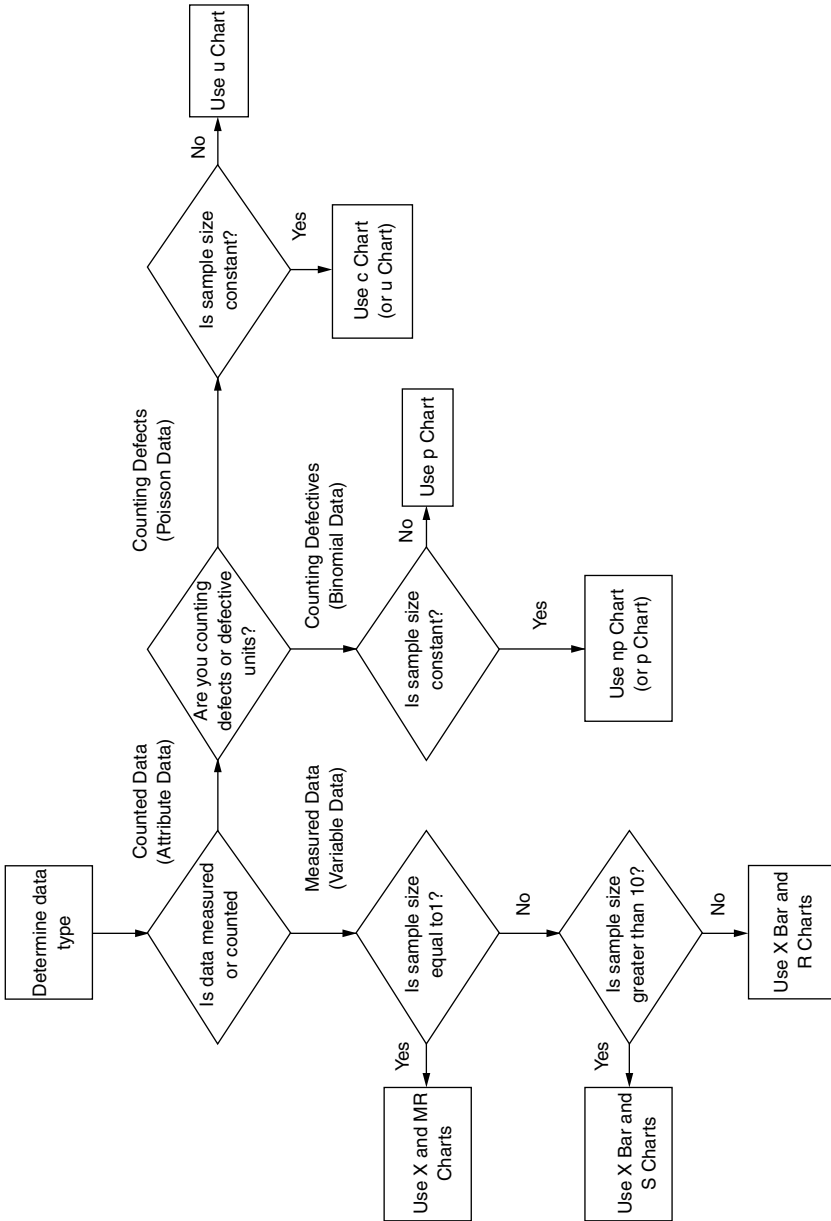 Determine data
type
Is data measured
or counted
Counted Data
(Attribute Data)
Are you counting
defects or defective
units?
Counting Defects
(Poisson Data)
Is sample size
constant?
No
Use u Chart
Yes
Use c Chart
(or u Chart)
Counting Defectives
(Binomial Data)
Is sample size
constant?
No
Use p Chart
Yes
Use np Chart
(or p Chart)
Measured Data
(Variable Data)
Is sample size
equal to1?
Yes
Use X and MR
Charts
No
Is sample size
greater than 10?
Yes
Use X Bar and
S Charts
No
Use X Bar and
R Charts